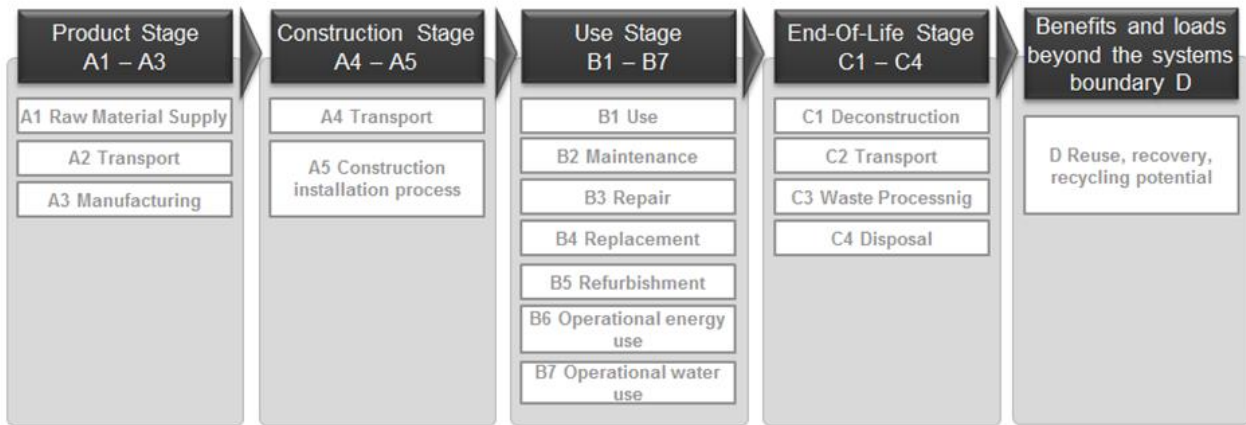 Product Stage
A1 – A3
A1 Raw Material Supply
A2 Transport
A3 Manufacturing
Construction Stage
A4 – A5
A4 Transport
A5 Construction
installation process
Use Stage
B1 – B7
B1 Use
B2 Maintenance
B3 Repair
B4 Replacement
B5 Refurbishment
B6 Operational energy
use
B7 Operational water
use
End-Of-Life Stage
C1 – C4
C1 Deconstruction
C2 Transport
C3 Waste Processnig
C4 Disposal
Benefits and loads
beyond the systems
boundary D
D Reuse, recovery,
recycling potential